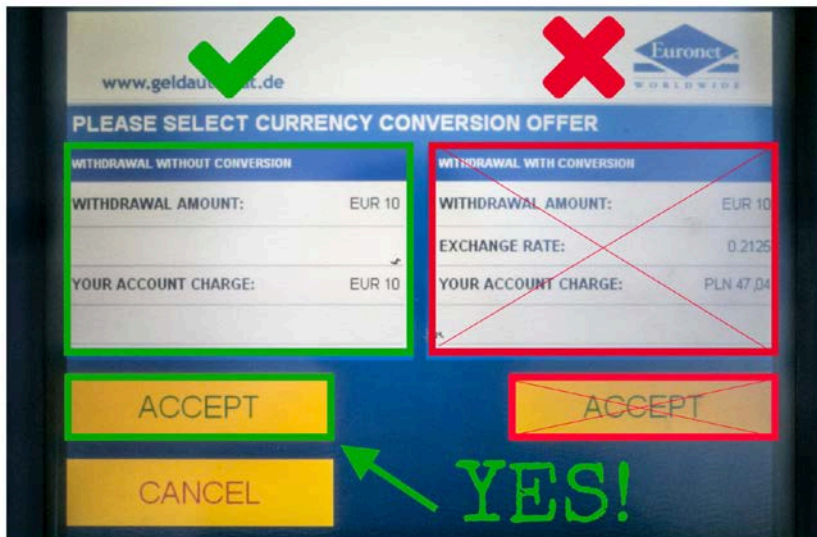 www.geldautomat.de
Euronet
WORLDWIDE
PLEASE SELECT CURRENCY CONVERSION OFFER
WITHDRAWAL WITHOUT CONVERSION
WITHDRAWAL AMOUNT: EUR 10
YOUR ACCOUNT CHARGE: EUR 10
WITHDRAWAL WITH CONVERSION
WITHDRAWAL AMOUNT: EUR 10
EXCHANGE RATE: 0.2125
YOUR ACCOUNT CHARGE: PLN 47,04
ACCEPT
ACCEPT
CANCEL
YES!